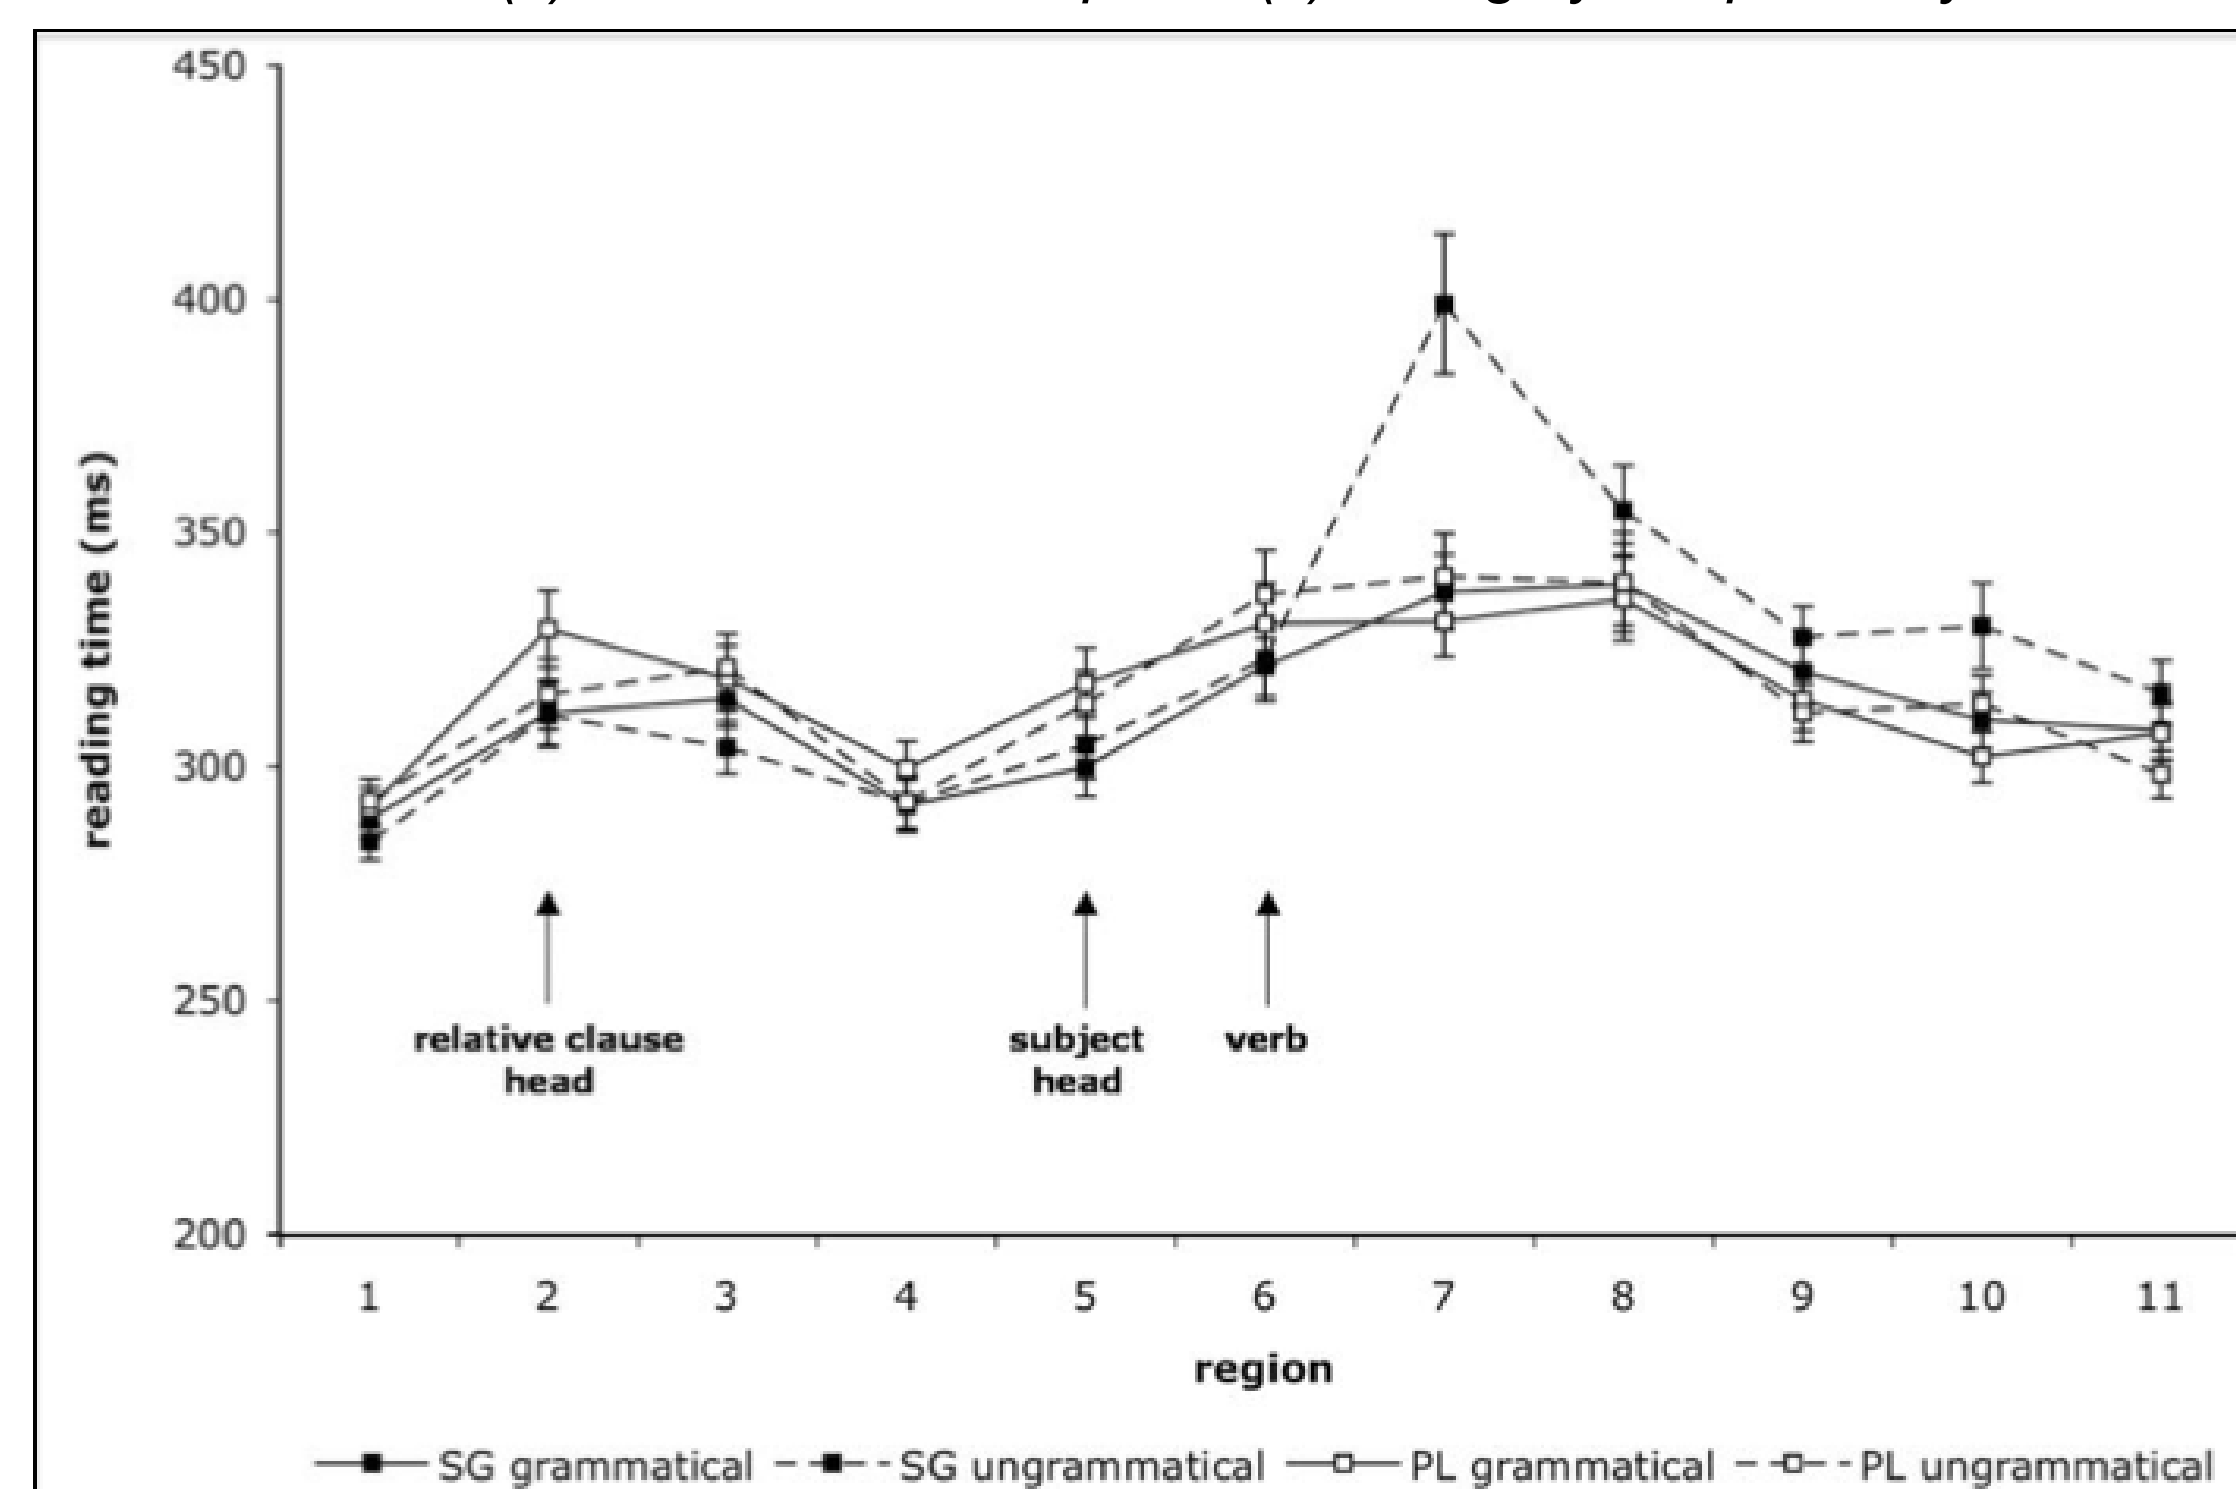 450
400
350
300
250
200
reading time (ms)
relative clause
head
subject
head
verb
1 2 3 4 5 6 7 8 9 10 11
region
SG grammatical SG ungrammatical PL grammatical PL ungrammatical